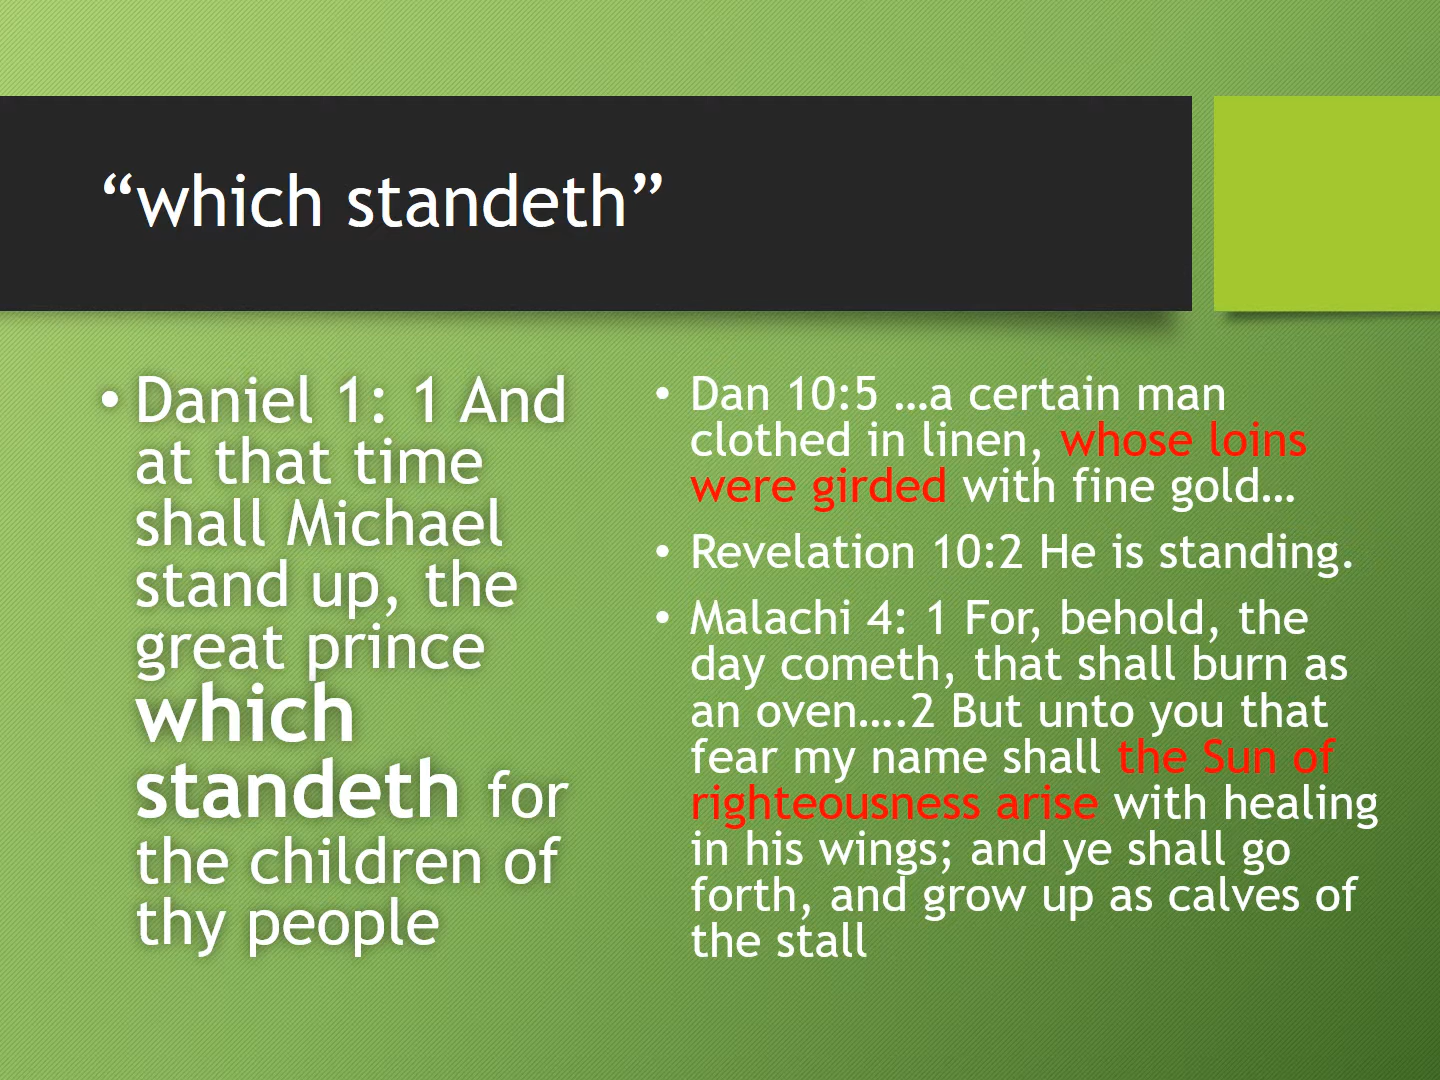 “which standeth”
• Daniel 1: 1 And
at that time
shall Michael
stand up, the
great prince
which
standeth for
the children of
thy people
• Dan 10:5 …a certain man
clothed in linen, whose loins
were girded with fine gold…
• Revelation 10:2 He is standing.
• Malachi 4: 1 For, behold, the
day cometh, that shall burn as
an oven….2 But unto you that
fear my name shall the Sun of
righteousness arise with healing
in his wings; and ye shall go
forth, and grow up as calves of
the stall